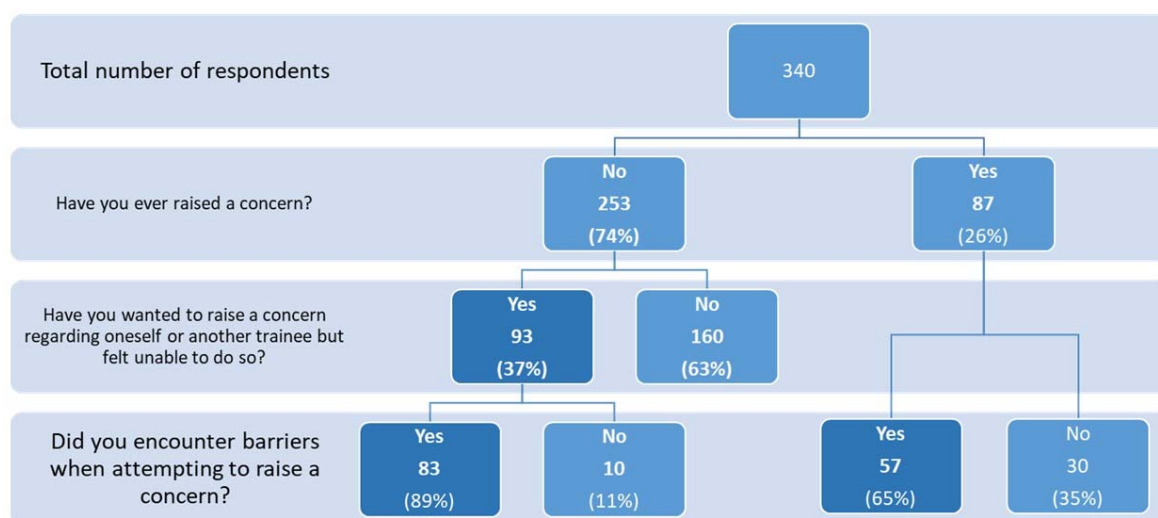 Total number of respondents
340
Have you ever raised a concern?
No
253
(74%)
Yes
87
(26%)
Have you wanted to raise a concern
regarding oneself or another trainee but
felt unable to do so?
Yes
93
(37%)
No
160
(63%)
Did you encounter barriers
when attempting to raise a
concern?
Yes
83
(89%)
No
10
(11%)
Yes
57
(65%)
No
30
(35%)